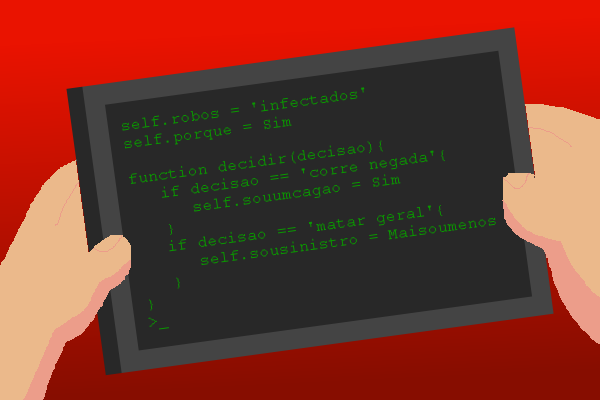 self.robos = 'infectados'
self.porque = Sim
function decidir(decisao){
if decisao == 'corre negada'(
self.souumcagao = Sim
)
if decisao == 'matar geral'(
self.sousinistro = Maisoumenos
)
}
>_